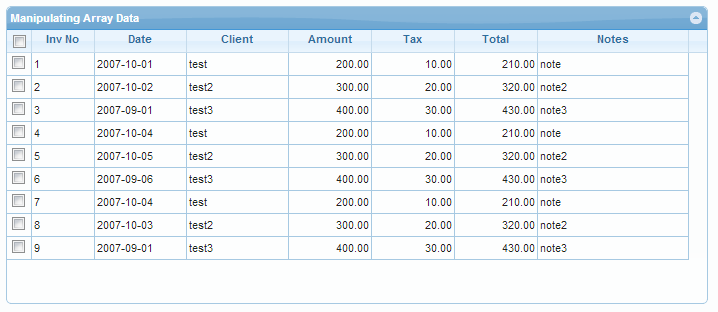 Manipulating Array Data
Inv No Date Client Amount Tax Total Notes
1 2007-10-01 test 200.00 10.00 210.00 note
2 2007-10-02 test2 300.00 20.00 320.00 note2
3 2007-09-01 test3 400.00 30.00 430.00 note3
4 2007-10-04 test 200.00 10.00 210.00 note
5 2007-10-05 test2 300.00 20.00 320.00 note2
6 2007-09-06 test3 400.00 30.00 430.00 note3
7 2007-10-04 test 200.00 10.00 210.00 note
8 2007-10-03 test2 300.00 20.00 320.00 note2
9 2007-09-01 test3 400.00 30.00 430.00 note3